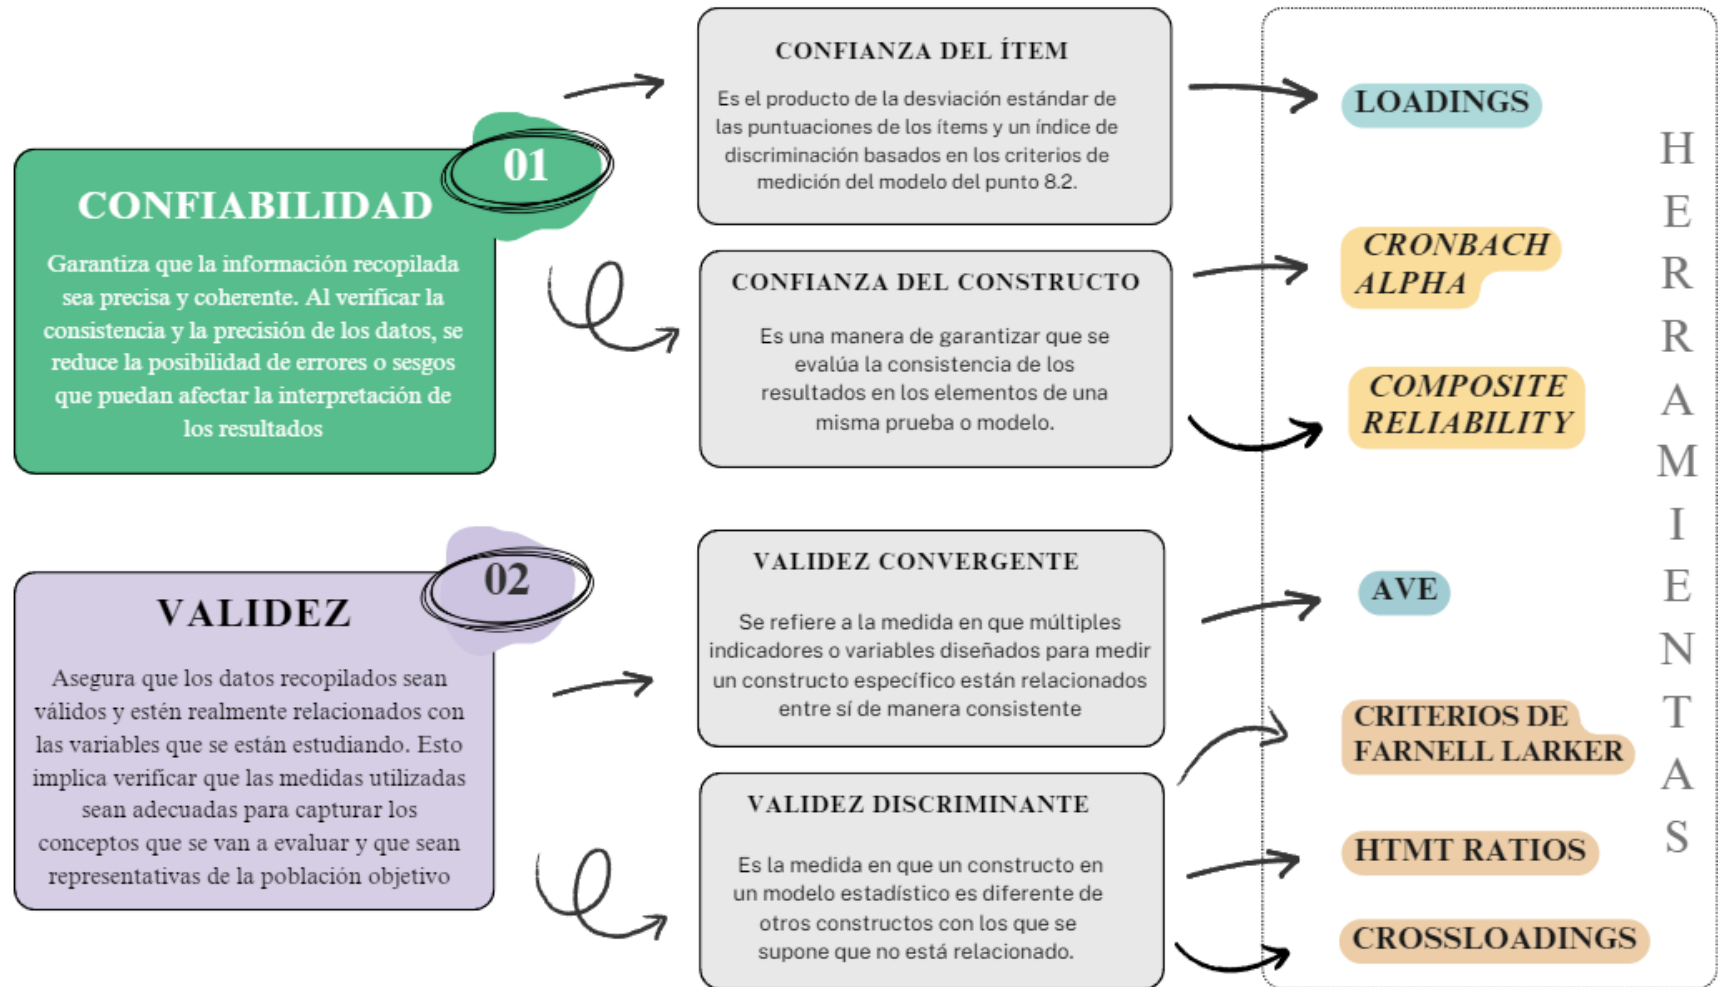 01
CONFIABILIDAD
Garantiza que la información recopilada
sea precisa y coherente. Al verificar la
consistencia y la precisión de los datos, se
reduce la posibilidad de errores o sesgos
que puedan afectar la interpretación de
los resultados
CONFIANZA DEL ÍTEM
Es el producto de la desviación estándar de
las puntuaciones de los ítems y un índice de
discriminación basados en los criterios de
medición del modelo del punto 8.2.
CONFIANZA DEL CONSTRUCTO
Es una manera de garantizar que se
evalúa la consistencia de los
resultados en los elementos de una
misma prueba o modelo.
LOADINGS
CRONBACH
ALPHA
COMPOSITE
RELIABILITY
02
VALIDEZ
Asegura que los datos recopilados sean
válidos y estén realmente relacionados con
las variables que se están estudiando. Esto
implica verificar que las medidas utilizadas
sean adecuadas para capturar los
conceptos que se van a evaluar y que sean
representativas de la población objetivo
VALIDEZ CONVERGENTE
Se refiere a la medida en que múltiples
indicadores o variables diseñados para medir
un constructo específico están relacionados
entre sí de manera consistente
VALIDEZ DISCRIMINANTE
Es la medida en que un constructo en
un modelo estadístico es diferente de
otros constructos con los que se
supone que no está relacionado.
AVE
CRITERIOS DE
FARNELL LARKER
HTMT RATIOS
CROSSLOADINGS
HERRAMIENTAS